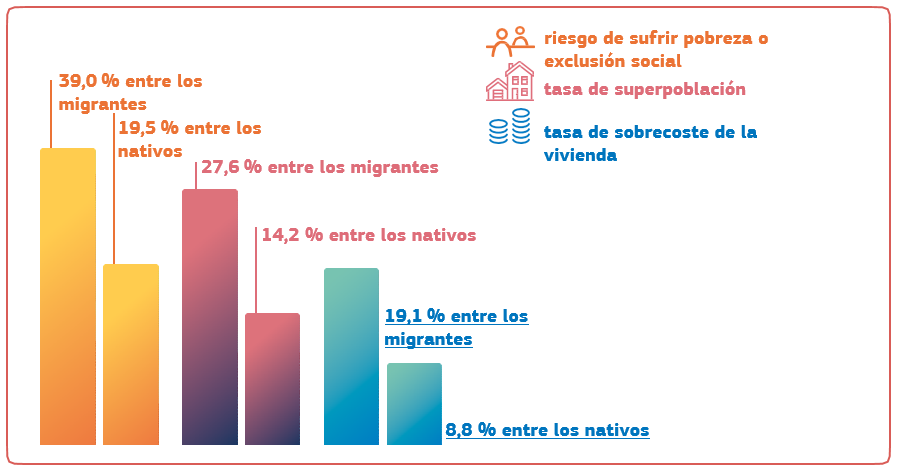 riesgo de sufrir pobreza o
exclusión social
tasa de superpoblación
tasa de sobrecoste de la
vivienda
39,0 % entre los
migrantes
19,5 % entre los
nativos
27,6 % entre los migrantes
14,2 % entre los nativos
19,1 % entre los
migrantes
8,8 % entre los nativos